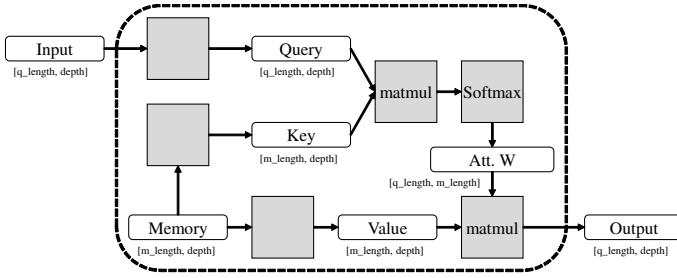 Input
[q_length, depth]
Query
[q_length, depth]
matmul
Softmax
Key
[m_length, depth]
Att. W
[q_length, m_length]
Memory
[m_length, depth]
Value
[m_length, depth]
matmul
Output
[q_length, depth]